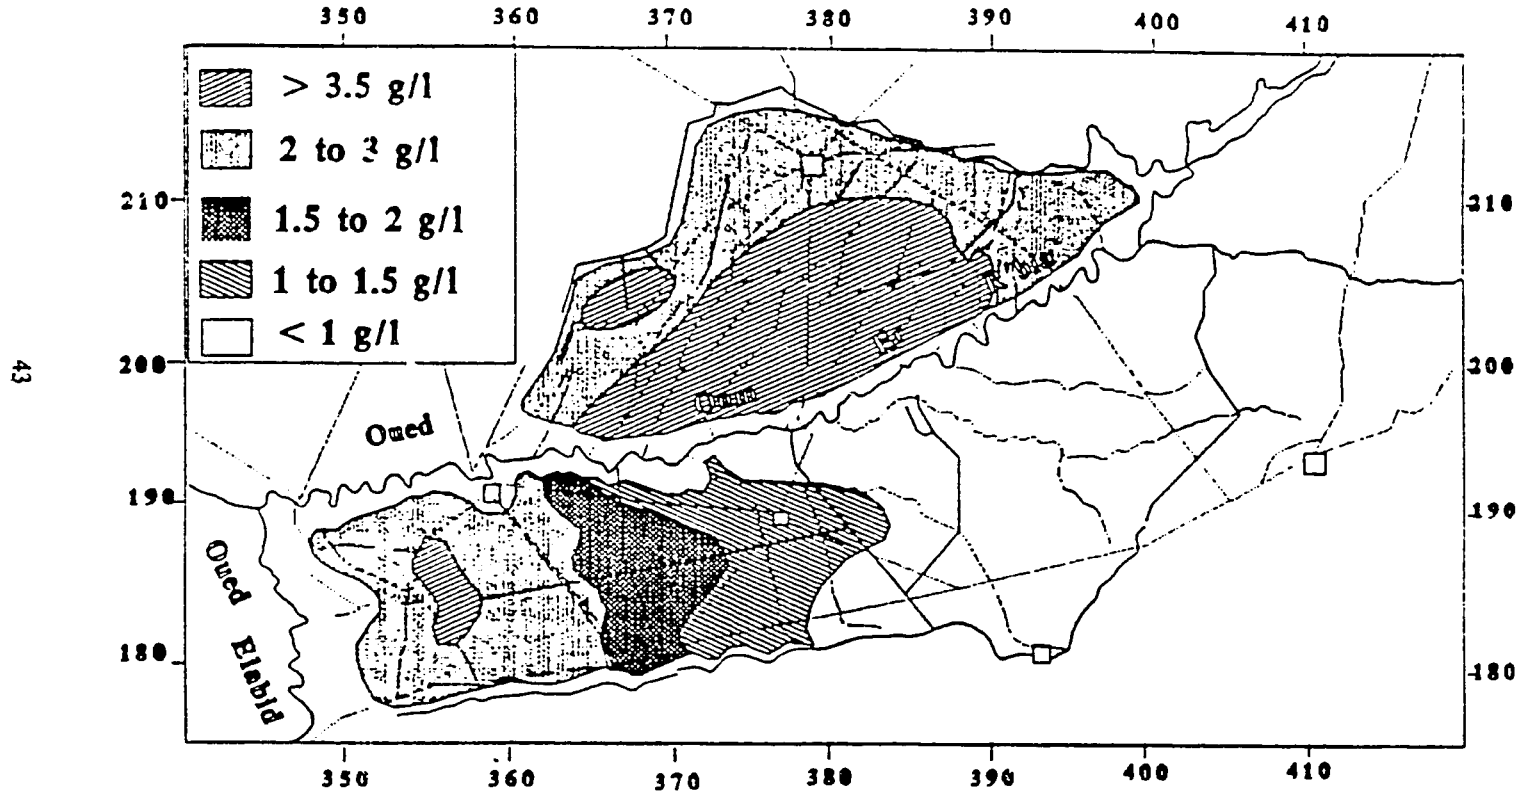 350 360 370 380 390 400 410
> 3.5 g/l
2 to 3 g/l
1.5 to 2 g/l
1 to 1.5 g/l
< 1 g/l
210 210
200 200
190 190
180 180
43
Oued
Oum Er
Oued Elabid
350 360 370 380 390 400 410